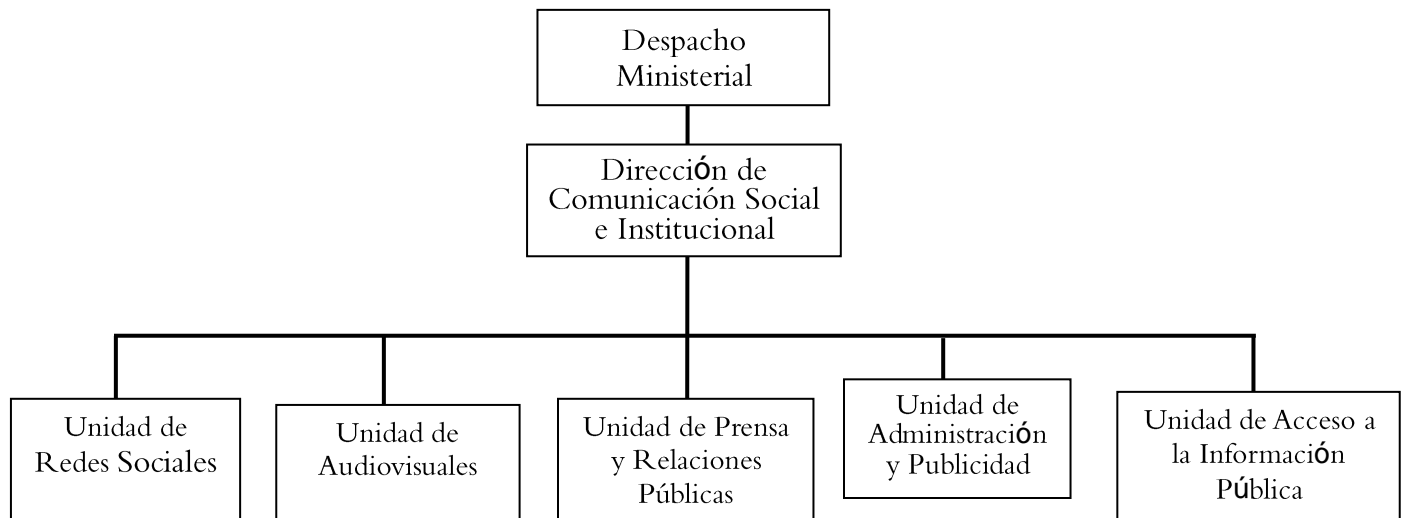 Despacho
Ministerial
Dirección de
Comunicación Social
e Institucional
Unidad de
Redes Sociales
Unidad de
Audiovisuales
Unidad de Prensa
y Relaciones
Públicas
Unidad de
Administración
y Publicidad
Unidad de Acceso a
la Información
Pública